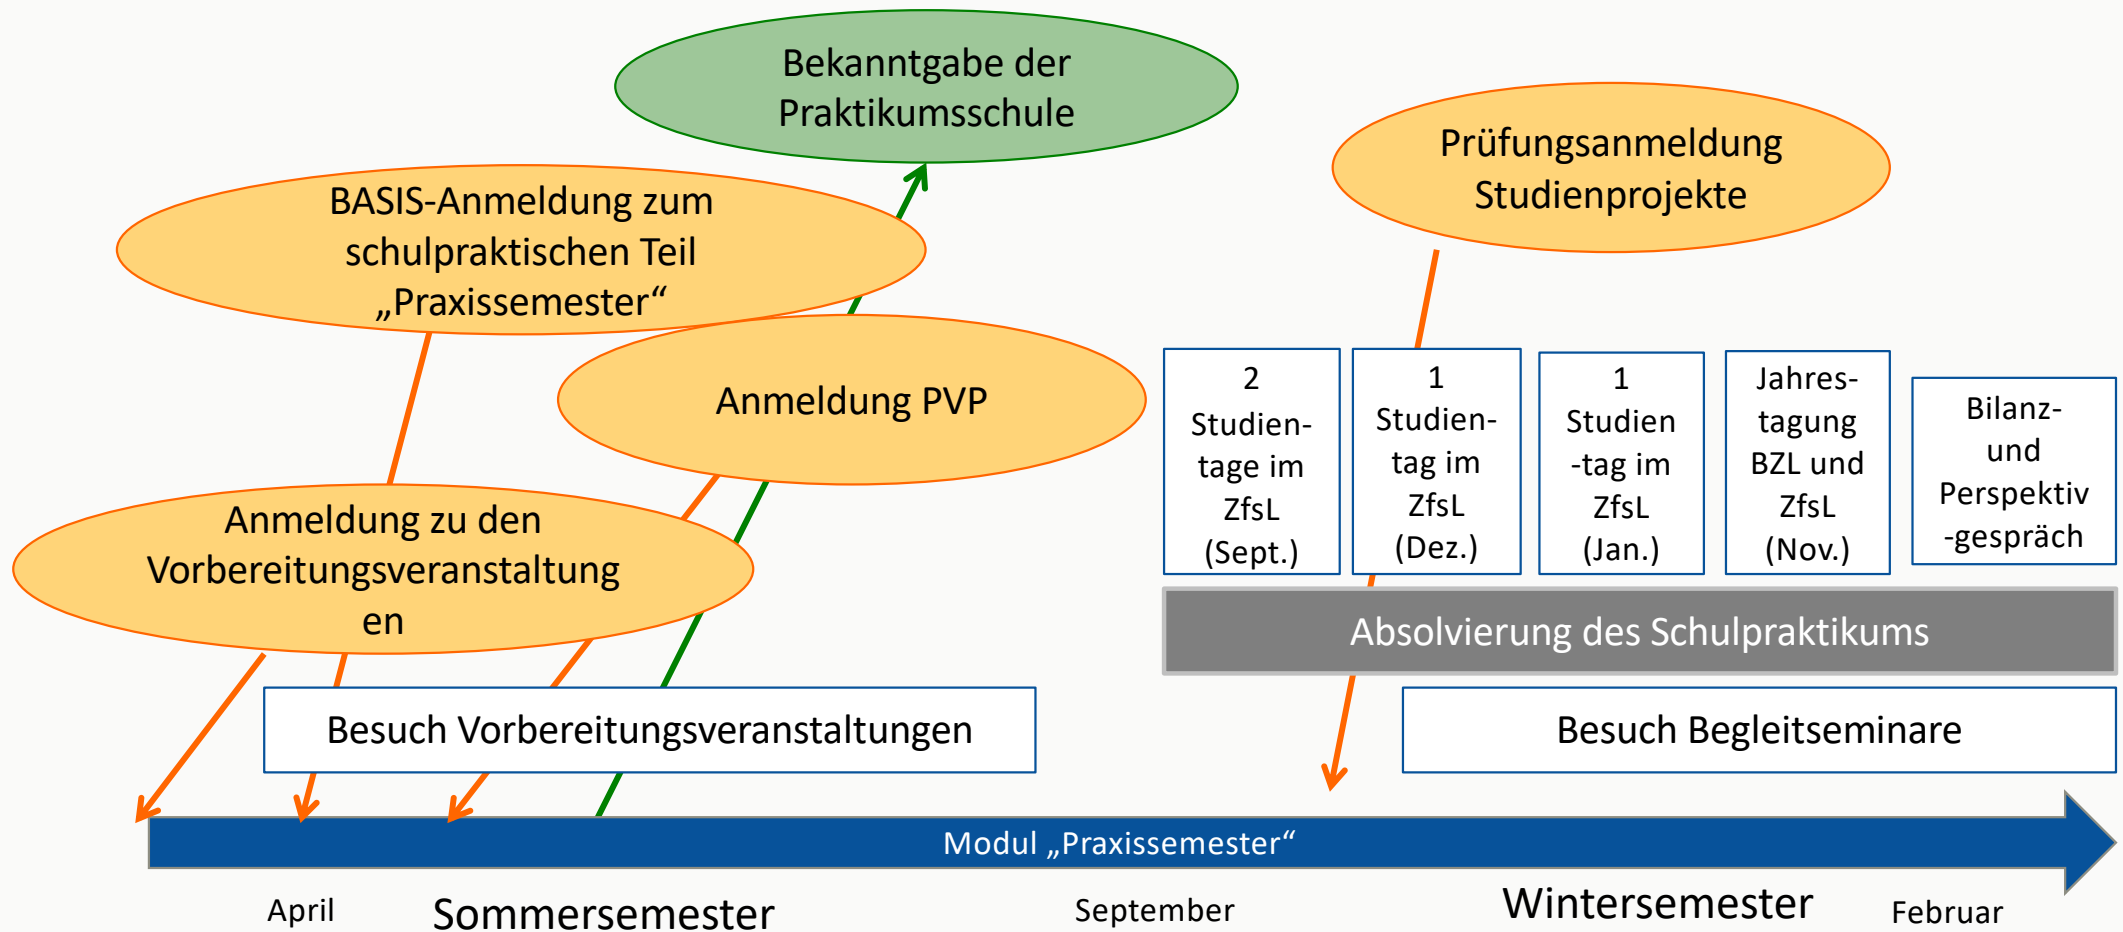 Bekanntgabe der
Praktikumsschule
Prüfungsanmeldung
Studienprojekte
BASIS-Anmeldung zum
schulpraktischen Teil
„Praxissemester“
Anmeldung PVP
Anmeldung zu den
Vorbereitungsveranstaltung
en
2
Studien-
tage im
ZfsL
(Sept.)
1
Studien-
tag im
ZfsL
(Dez.)
1
Studien
-tag im
ZfsL
(Jan.)
Jahres-
tagung
BZL und
ZfsL
(Nov.)
Bilanz-
und
Perspektiv
-gespräch
Absolvierung des Schulpraktikums
Besuch Vorbereitungsveranstaltungen
Besuch Begleitseminare
Modul „Praxissemester“
April
Sommersemester
September
Wintersemester
Februar